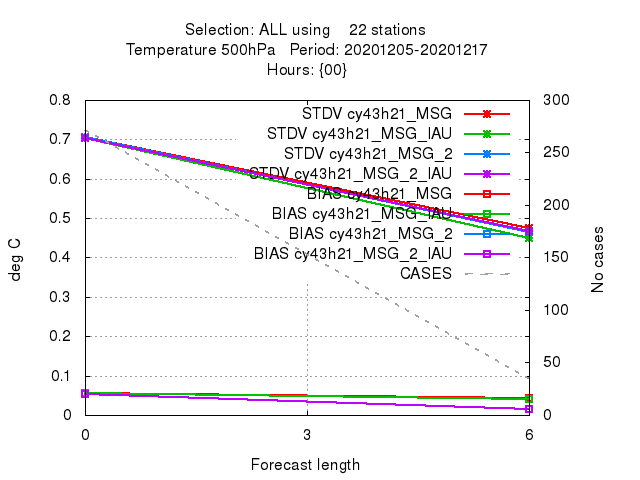 Selection: ALL using    22 stations
Temperature 500hPa   Period: 20201205-20201217
Hours: {00}
0.8
0.7
0.6
0.5
0.4
0.3
0.2
0.1
0
300
250
200
150
100
50
0
STDV cy43h21_MSG
STDV cy43h21_MSG_IAU
STDV cy43h21_MSG_2
STDV cy43h21_MSG_2_IAU
BIAS cy43h21_MSG
BIAS cy43h21_MSG_IAU
BIAS cy43h21_MSG_2
BIAS cy43h21_MSG_2_IAU
CASES
deg C
No cases
0 3 6
Forecast length